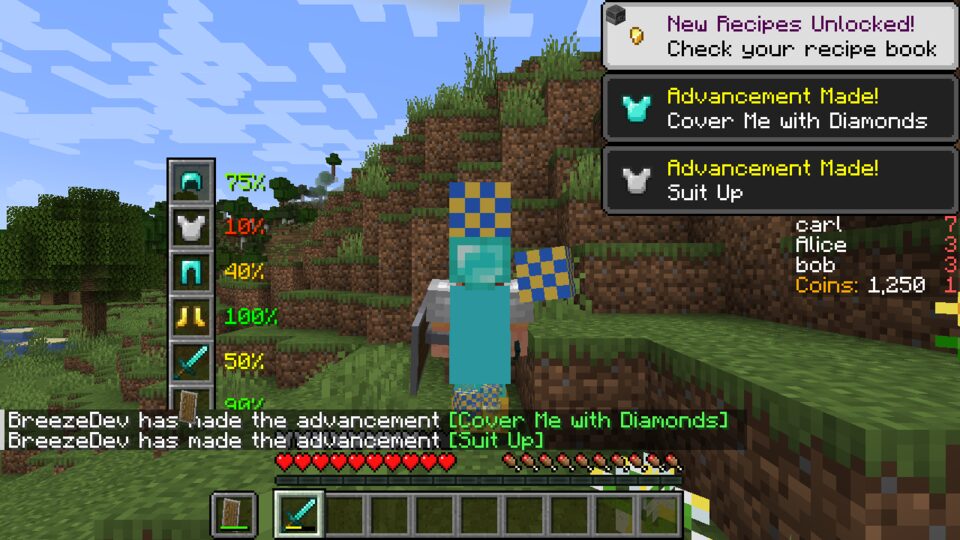 New Recipes Unlocked!
Check your recipe book
Advancement Made!
Cover Me with Diamonds
Advancement Made!
Suit Up
75%
10%
40%
100%
50%
90%
carl 7
Alice 3
bob 3
Coins: 1,250 1
BreezeDev has made the advancement [Cover Me with Diamonds]
BreezeDev has made the advancement [Suit Up]